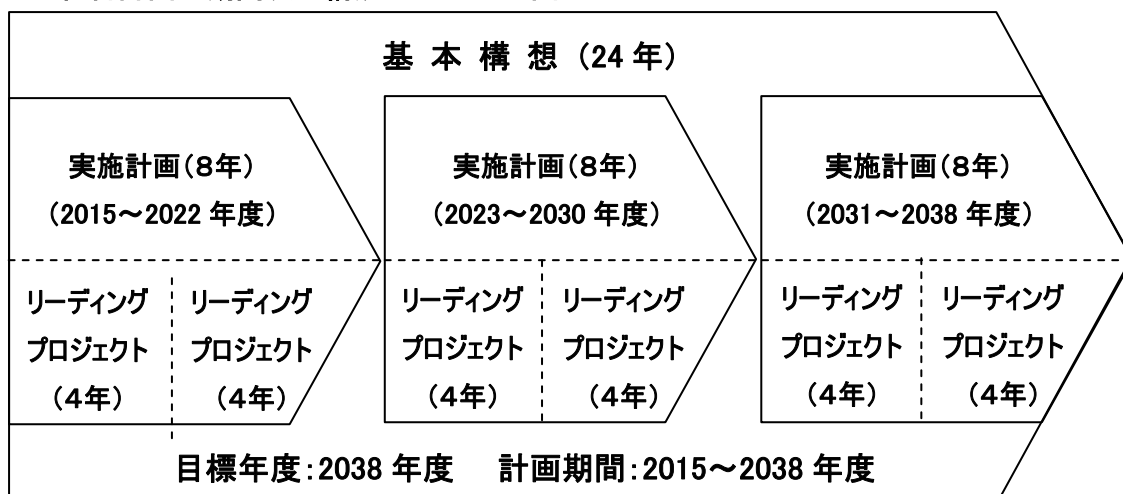 基 本 構 想 (24 年)
実施計画(8年)
(2015~2022 年度)
リーディング
プロジェクト
(4年)
リーディング
プロジェクト
(4年)
実施計画(8年)
(2023~2030 年度)
リーディング
プロジェクト
(4年)
リーディング
プロジェクト
(4年)
実施計画(8年)
(2031~2038 年度)
リーディング
プロジェクト
(4年)
リーディング
プロジェクト
(4年)
目標年度:2038 年度 計画期間:2015~2038 年度